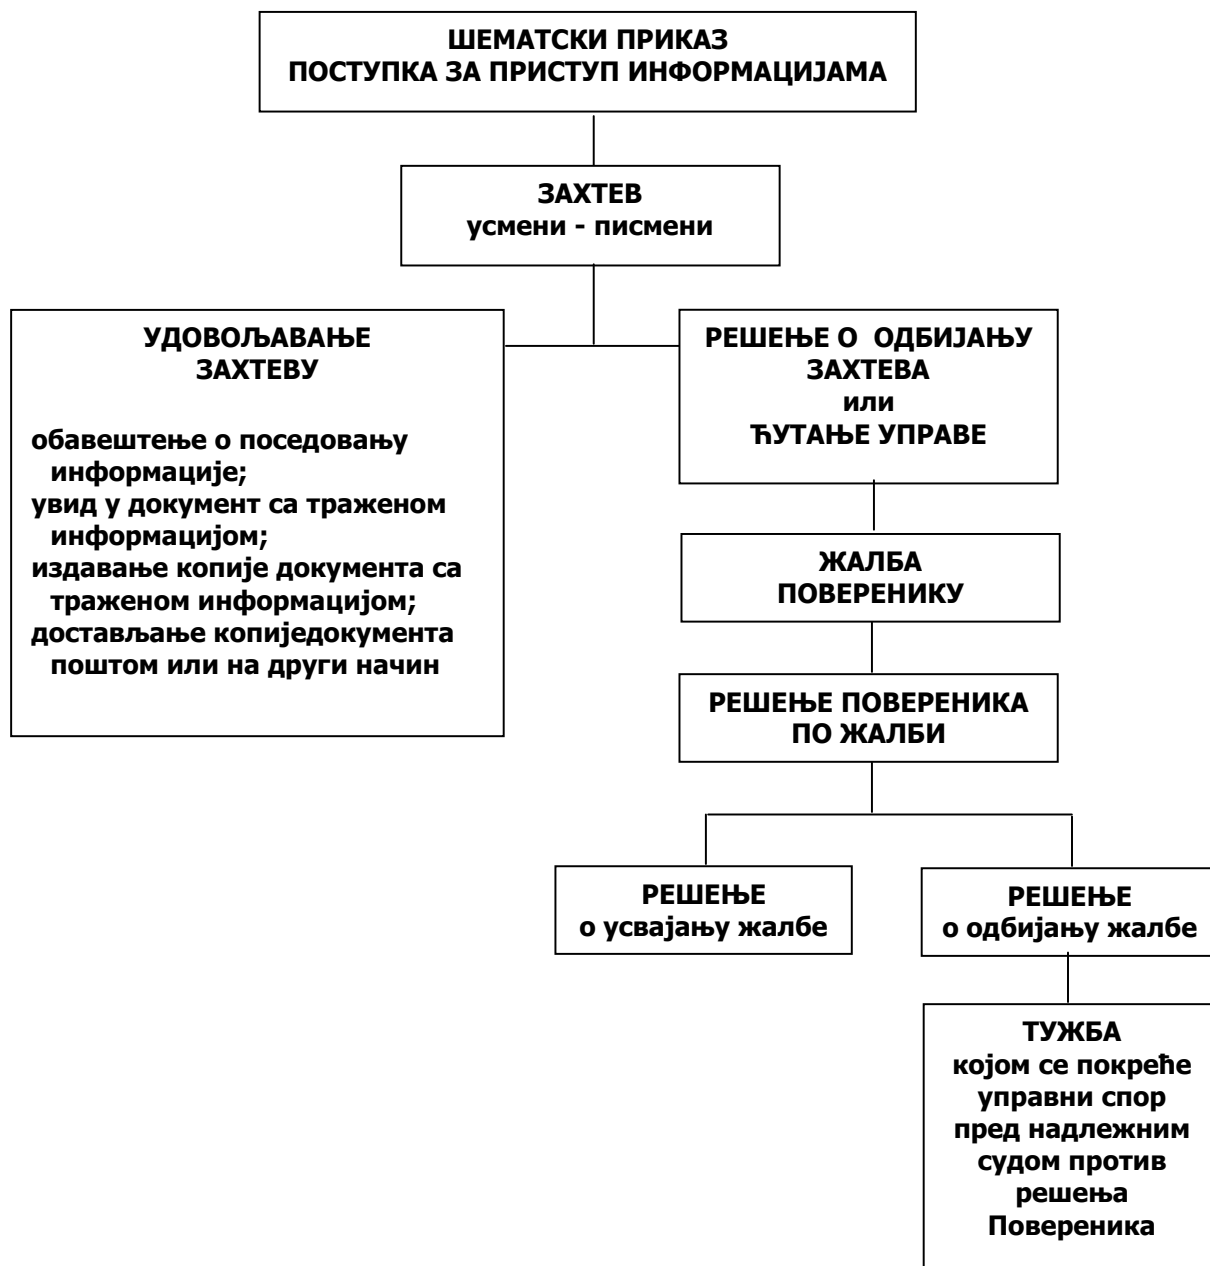 ШЕМАТСКИ ПРИКАЗ
ПОСТУПКА ЗА ПРИСТУП ИНФОРМАЦИЈАМА
ЗАХТЕВ
усмени - писмени
УДОВОЉАВАЊЕ
ЗАХТЕВУ
обавештење о поседовању
информације;
увид у документ са траженом
информацијом;
издавање копије документа са
траженом информацијом;
достављање копиједокумента
поштом или на други начин
РЕШЕЊЕ О ОДБИЈАЊУ
ЗАХТЕВА
или
ЋУТАЊЕ УПРАВЕ
ЖАЛБА
ПОВЕРЕНИКУ
РЕШЕЊЕ ПОВЕРЕНИКА
ПО ЖАЛБИ
РЕШЕЊЕ
о усвајању жалбе
РЕШЕЊЕ
о одбијању жалбе
ТУЖБА
којом се покреће
управни спор
пред надлежним
судом против
решења
Повереника